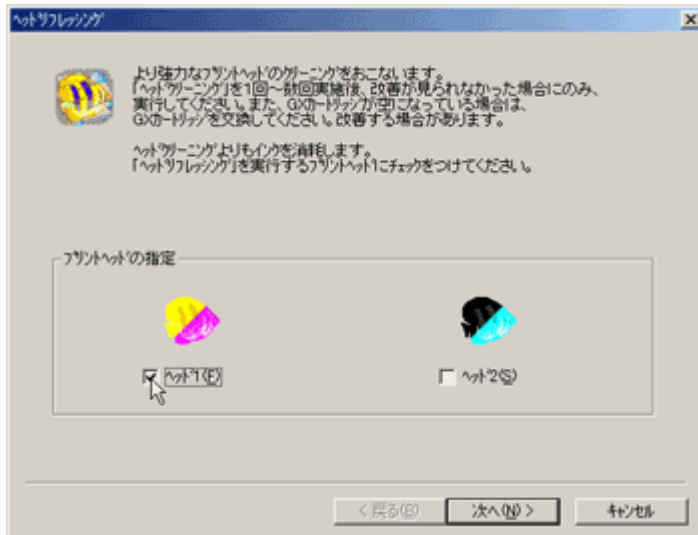 ヘッドリフレッシング
より強力なプリントヘッドのクリーニングをおこないます。
「ヘッドクリーニング」を1回～数回実施後、改善が見られなかった場合にのみ、
実行してください。また、GXカートリッジが空になっている場合は、
GXカートリッジを交換してください。改善する場合があります。
ヘッドクリーニングよりもインクを消耗します。
「ヘッドリフレッシング」を実行するプリントヘッドにチェックをつけてください。
プリントヘッドの指定
ヘッド1(F)
ヘッド2(S)
< 戻る(B)
次へ(N) >
キャンセル